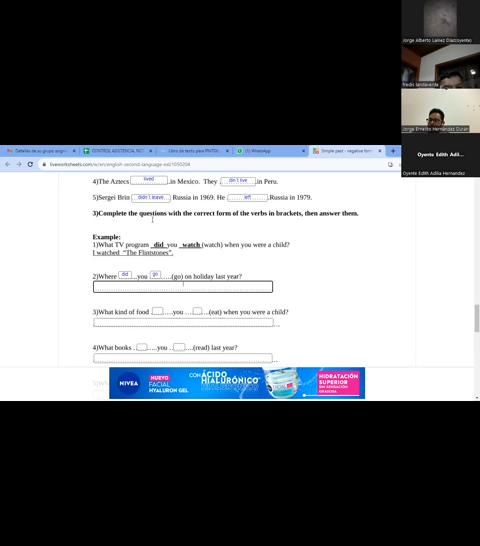 Jorge Alberto Lainez Diaz(oyente)
fredis landaverde
Jorge Ernesto Hernandez Duran
Oyente Edith Adil...
Oyente Edith Adilia Hernandez
Detalles de su grupo asign
CONTROL ASISTENCIA, NOT
Libro de texto para
(1) WhatsApp
Simple past - negative form
liveworksheets.com/w/en/english-second-language-esl/1050204
4)The Aztecs lived in Mexico. They din't live in Peru.
5)Sergei Brin didn't leave Russia in 1969. He left Russia in 1979.
3)Complete the questions with the correct form of the verbs in brackets, then answer them.
Example:
1)What TV program did you watch (watch) when you were a child?
I watched "The Flintstones".
2)Where did you go (go) on holiday last year?
3)What kind of food you (eat) when you were a child?
4)What books you (read) last year?
NIVEA
NUEVO
FACIAL
HYALURON GEL
CON ÁCIDO
HIALURÓNICO
HIDRATACIÓN
SUPERIOR
SIN SENSACIÓN
GRASOSA